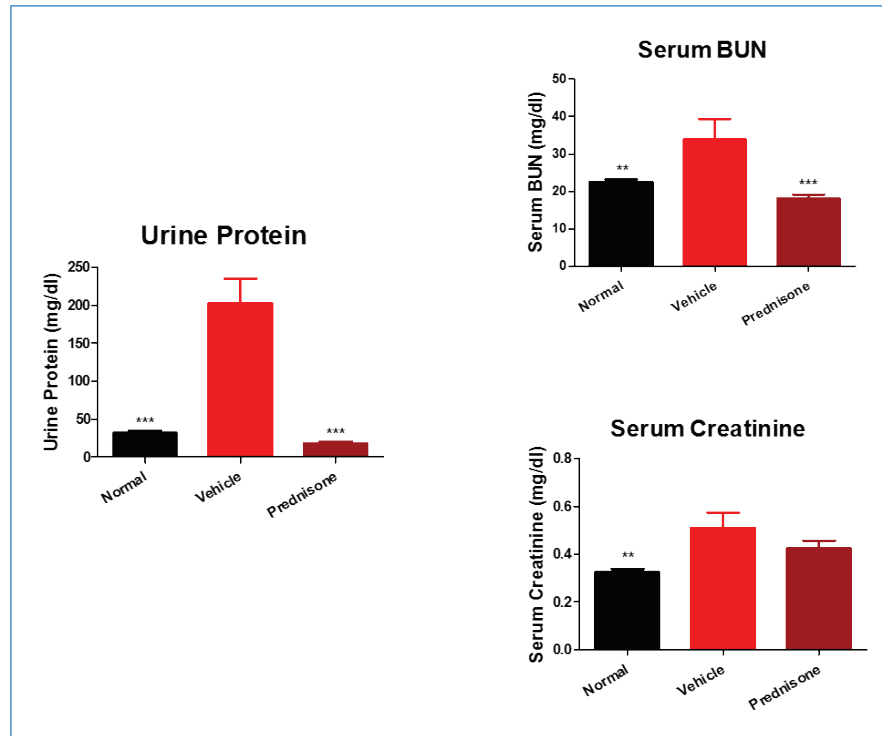 Urine Protein
Urine Protein (mg/dl)
250
200
150
100
50
0
***
***
Normal
Vehicle
Prednisone
Serum BUN
Serum BUN (mg/dl)
50
40
30
20
10
0
**
***
Normal
Vehicle
Prednisone
Serum Creatinine
Serum Creatinine (mg/dl)
0.8
0.6
0.4
0.2
0.0
**
Normal
Vehicle
Prednisone